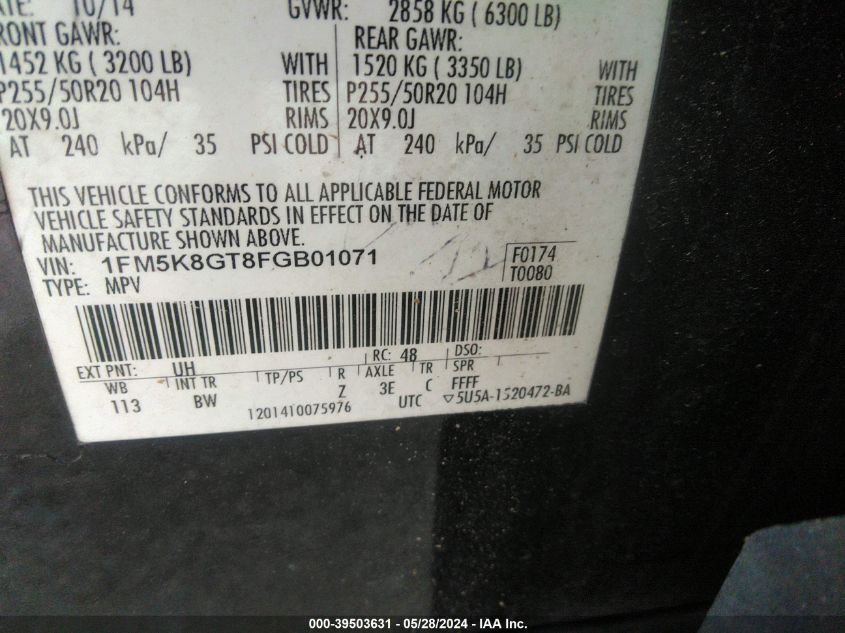 ATE: 10/14 GVWR: 2858 KG ( 6300 LB)
FRONT GAWR: REAR GAWR:
1452 KG ( 3200 LB) WITH 1520 KG ( 3350 LB) WITH
P255/50R20 104H TIRES P255/50R20 104H TIRES
20X9.0J RIMS 20X9.0J RIMS
AT 240 kPa/ 35 PSI COLD AT 240 kPa/ 35 PSI COLD
THIS VEHICLE CONFORMS TO ALL APPLICABLE FEDERAL MOTOR
VEHICLE SAFETY STANDARDS IN EFFECT ON THE DATE OF
MANUFACTURE SHOWN ABOVE.
VIN: 1FM5K8GT8FGB01071 F0174
TYPE: MPV T0080
EXT PNT: UH RC: 48 DSO:
WB INT TR TP/PS R AXLE TR SPR
113 BW Z 3E C FFFF
1201410075976 UTC ▽5U5A-1520472-BA
000-39503631 / 05/28/2024 - IAA Inc.